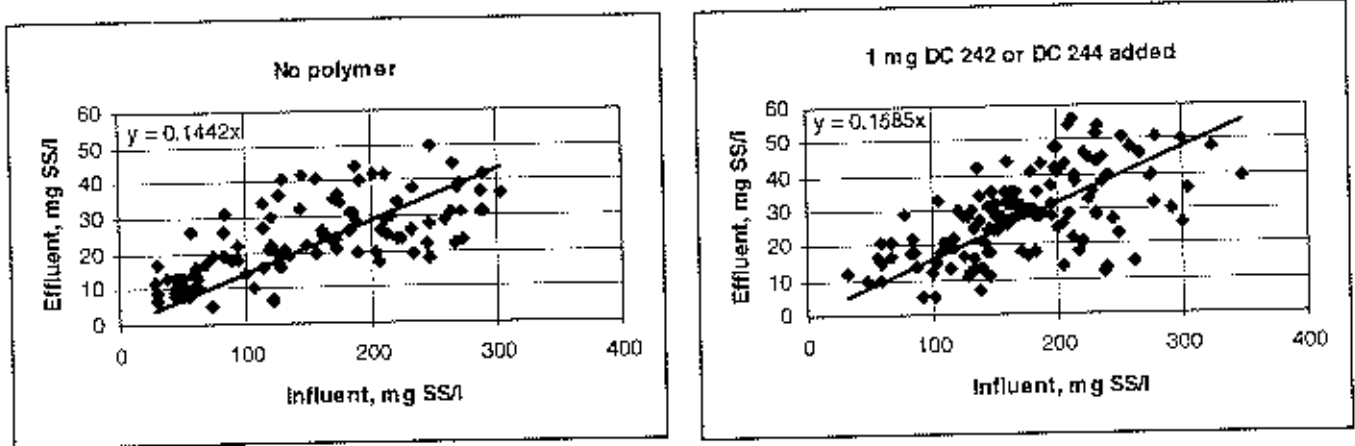 No polymer
y = 0.1442x
60
50
40
30
20
10
0
Effluent, mg SS/l
0 100 200 300 400
Influent, mg SS/l
1 mg DC 242 or DC 244 added
y = 0.1585x
60
50
40
30
20
10
0
Effluent, mg SS/l
0 100 200 300 400
Influent, mg SS/l